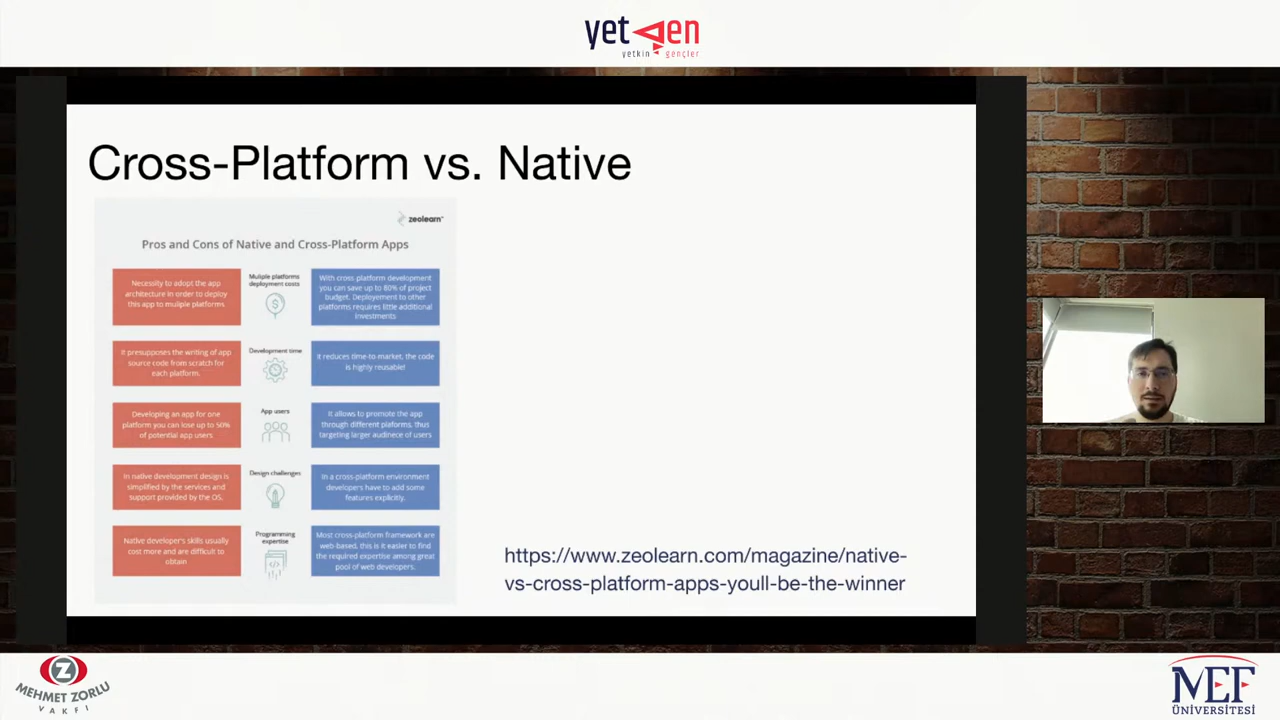 yet gen
yetkin gençler
Cross-Platform vs. Native
zeolearn
Pros and Cons of Native and Cross-Platform Apps
Necessity to adopt the app
architecture in order to deploy
this app to muliple platforms
Muliple platforms
deployment costs
With cross-platform development
you can save up to 80% of project
budget. Deployement to other
platforms requires little additional
investments
It presupposes the writing of app
source code from scratch for
each platform.
Development time
It reduces time-to-market, the code
is highly reusable!
Developing an app for one
platform you can lose up to 50%
of potential app users
App users
It allows to promote the app
through different plaforms, thus
targeting larger audinece of users
In native development design is
simplified by the services and
support provided by the OS.
Design challenges
In a cross-platform environment
developers have to add some
features explicitly.
Native developer's skills usually
cost more and are difficult to
obtain
Programming
expertise
Most cross-platform framework are
web-based, this is it easier to find
the required expertise among great
pool of web developers.
https://www.zeolearn.com/magazine/native-
vs-cross-platform-apps-youll-be-the-winner
MEHMET ZORLU
VAKFI
MEF
ÜNİVERSİTESİ